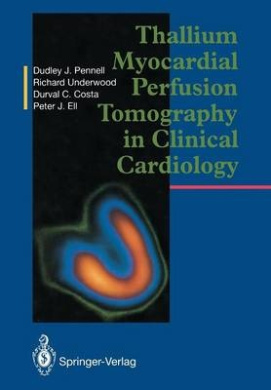 Thallium
Myocardial
Perfusion
Tomography
in Clinical
Cardiology
Dudley J. Pennell
Richard Underwood
Durval C. Costa
Peter J. Ell
Springer-Verlag